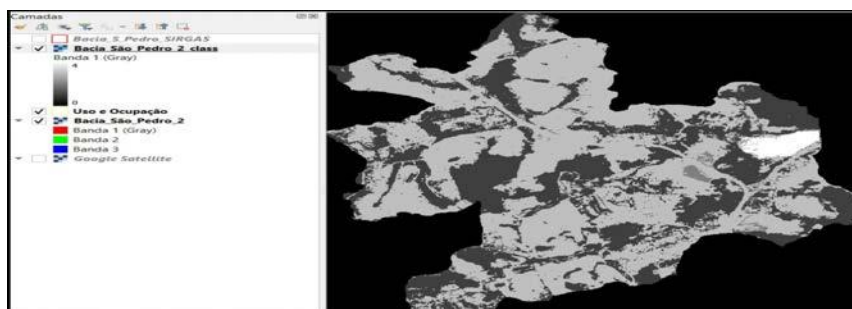 Camadas
Bacia_S_Pedro_SIRGAS
Bacia_São_Pedro_2_class
Banda 1 (Gray)
4
0
Uso e Ocupação
Bacia_São_Pedro_2
Banda 1 (Gray)
Banda 2
Banda 3
Google Satellite